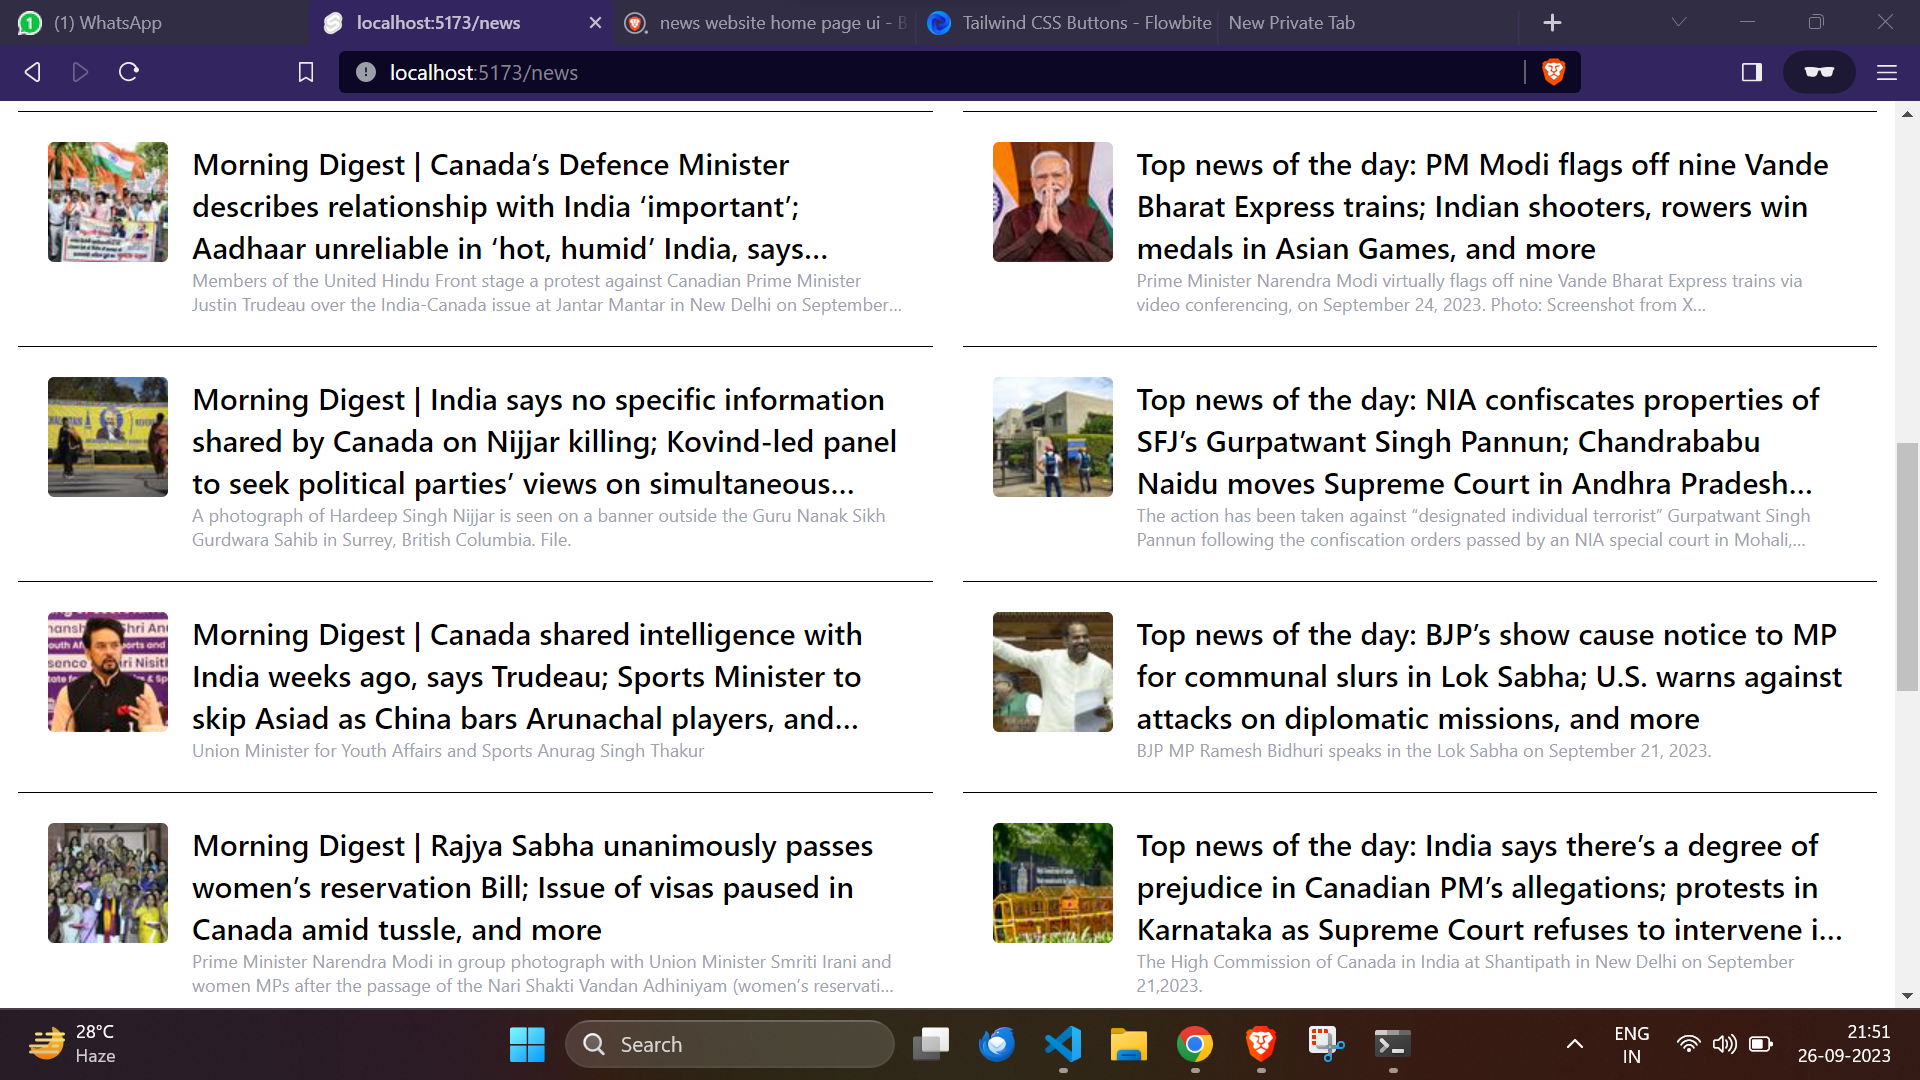 (1) WhatsApp
localhost:5173/news
news website home page ui - B
Tailwind CSS Buttons - Flowbite
New Private Tab
localhost:5173/news
Morning Digest | Canada’s Defence Minister
describes relationship with India ‘important’;
Aadhaar unreliable in ‘hot, humid’ India, says...
Members of the United Hindu Front stage a protest against Canadian Prime Minister
Justin Trudeau over the India-Canada issue at Jantar Mantar in New Delhi on September...
Top news of the day: PM Modi flags off nine Vande
Bharat Express trains; Indian shooters, rowers win
medals in Asian Games, and more
Prime Minister Narendra Modi virtually flags off nine Vande Bharat Express trains via
video conferencing, on September 24, 2023. Photo: Screenshot from X...
Morning Digest | India says no specific information
shared by Canada on Nijjar killing; Kovind-led panel
to seek political parties’ views on simultaneous...
A photograph of Hardeep Singh Nijjar is seen on a banner outside the Guru Nanak Sikh
Gurdwara Sahib in Surrey, British Columbia. File.
Top news of the day: NIA confiscates properties of
SFJ’s Gurpatwant Singh Pannun; Chandrababu
Naidu moves Supreme Court in Andhra Pradesh...
The action has been taken against “designated individual terrorist” Gurpatwant Singh
Pannun following the confiscation orders passed by an NIA special court in Mohali,...
Morning Digest | Canada shared intelligence with
India weeks ago, says Trudeau; Sports Minister to
skip Asiad as China bars Arunachal players, and...
Union Minister for Youth Affairs and Sports Anurag Singh Thakur
Top news of the day: BJP’s show cause notice to MP
for communal slurs in Lok Sabha; U.S. warns against
attacks on diplomatic missions, and more
BJP MP Ramesh Bidhuri speaks in the Lok Sabha on September 21, 2023.
Morning Digest | Rajya Sabha unanimously passes
women’s reservation Bill; Issue of visas paused in
Canada amid tussle, and more
Prime Minister Narendra Modi in group photograph with Union Minister Smriti Irani and
women MPs after the passage of the Nari Shakti Vandan Adhiniyam (women’s reservati...
Top news of the day: India says there’s a degree of
prejudice in Canadian PM’s allegations; protests in
Karnataka as Supreme Court refuses to intervene i...
The High Commission of Canada in India at Shantipath in New Delhi on September
21,2023.
28°C
Haze
Search
ENG
IN
21:51
26-09-2023